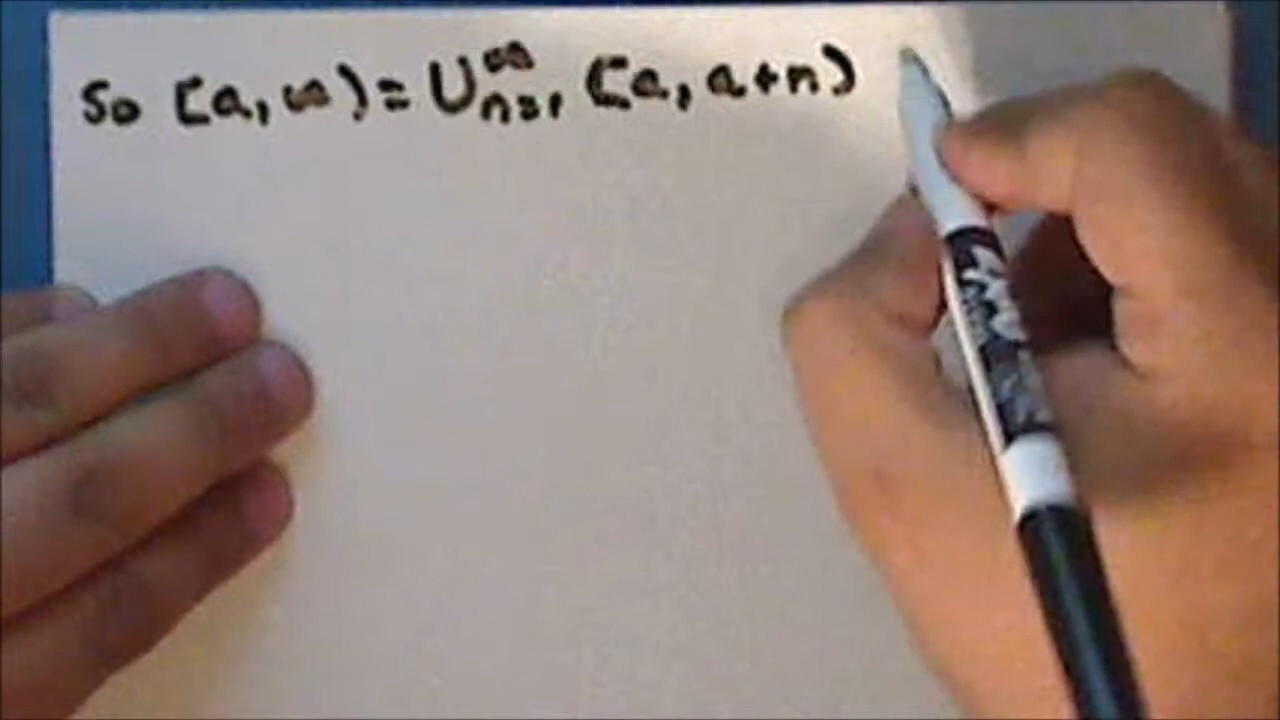 So [a, ∞) = ∪_{n=1}^{∞} [a, a+n)